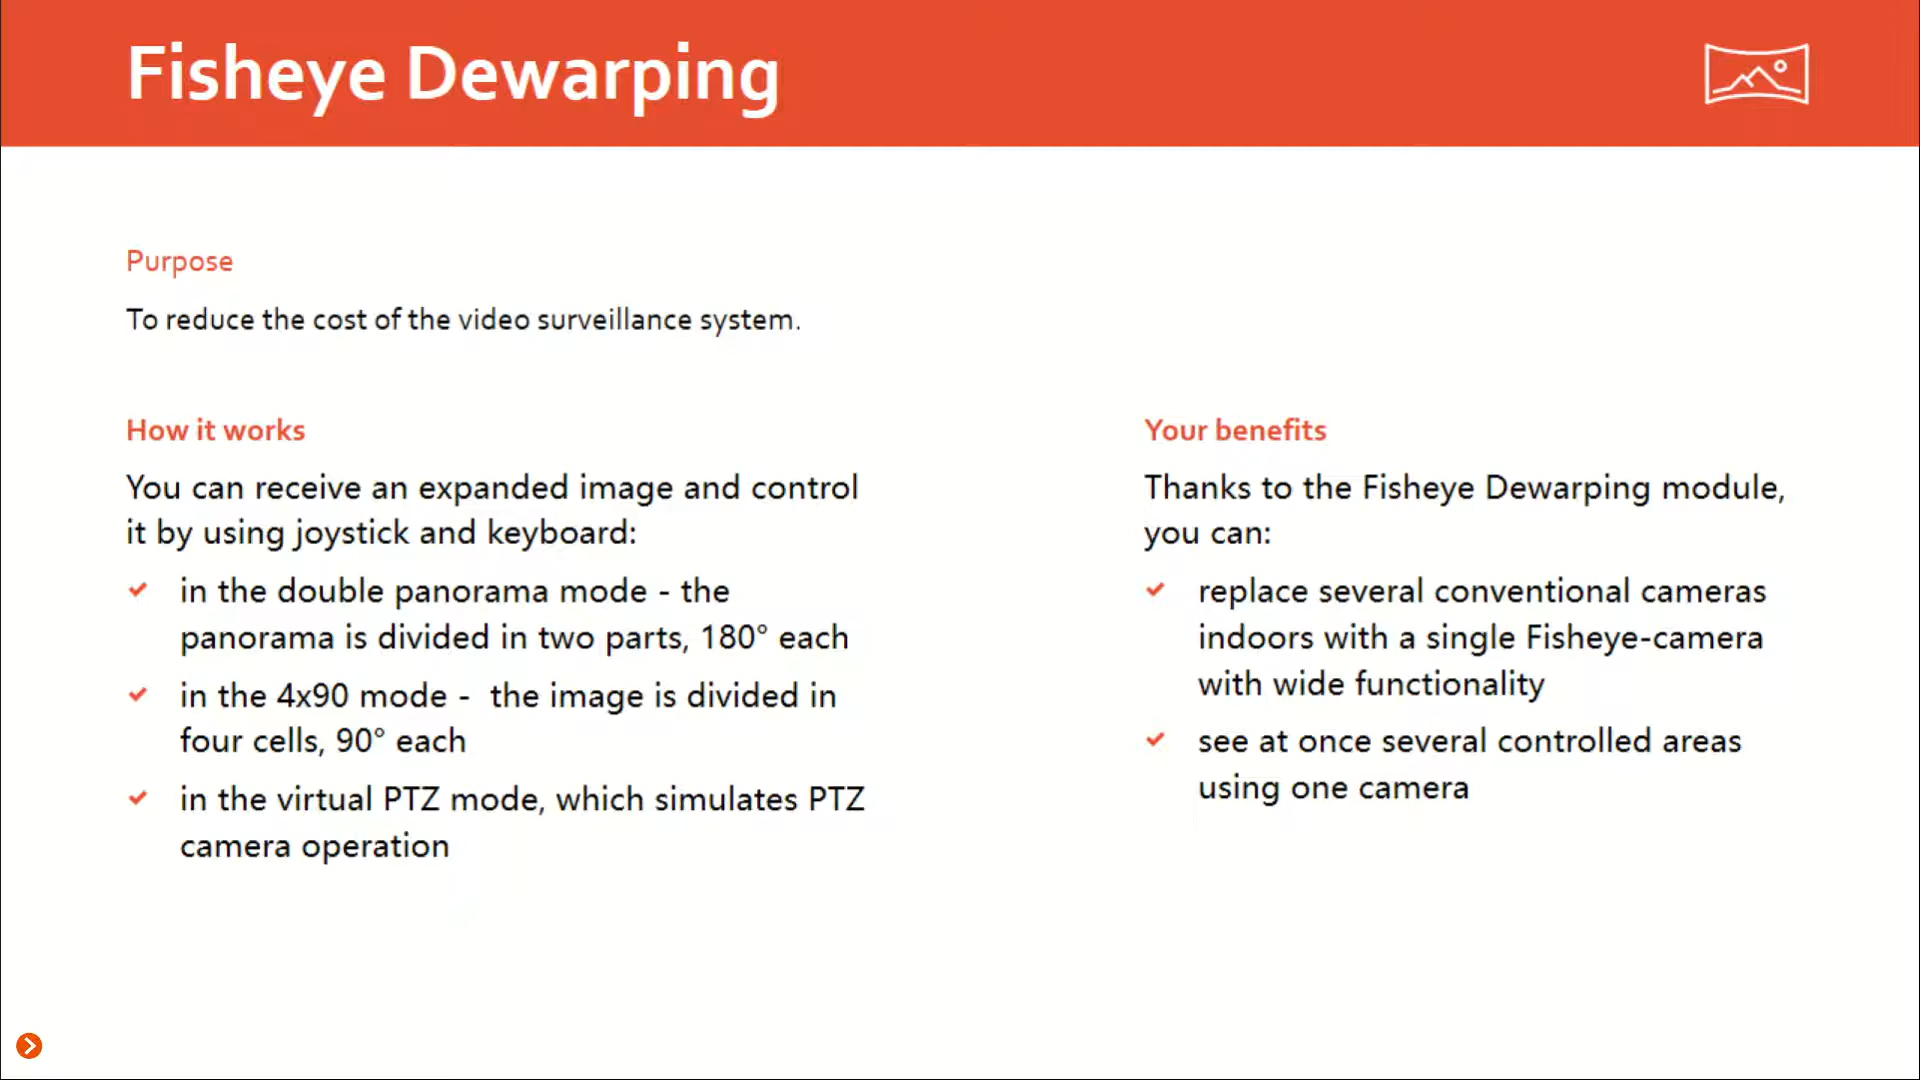 Fisheye Dewarping
Purpose
To reduce the cost of the video surveillance system.
How it works
You can receive an expanded image and control
it by using joystick and keyboard:
in the double panorama mode - the
panorama is divided in two parts, 180° each
in the 4x90 mode -  the image is divided in
four cells, 90° each
in the virtual PTZ mode, which simulates PTZ
camera operation
Your benefits
Thanks to the Fisheye Dewarping module,
you can:
replace several conventional cameras
indoors with a single Fisheye-camera
with wide functionality
see at once several controlled areas
using one camera